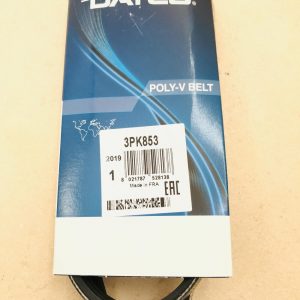 DAYCO.
POLY-V BELT
3PK853
2019
1
8 021787 528138
Made in FRA
EAC